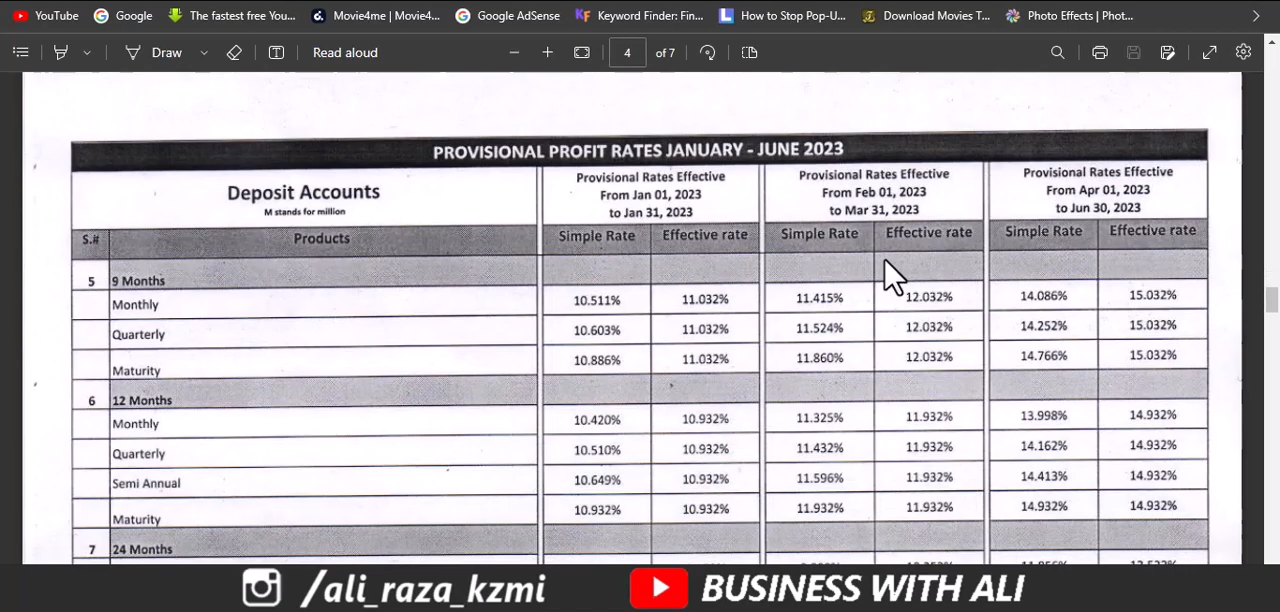 YouTube Google The fastest free You... Movie4me | Movie4... Google AdSense Keyword Finder: Fin... How to Stop Pop-U... Download Movies T... Photo Effects | Phot...
Draw Read aloud 4 of 7
PROVISIONAL PROFIT RATES JANUARY - JUNE 2023
Deposit Accounts
M stands for million
Provisional Rates Effective
From Jan 01, 2023
to Jan 31, 2023
Provisional Rates Effective
From Feb 01, 2023
to Mar 31, 2023
Provisional Rates Effective
From Apr 01, 2023
to Jun 30, 2023
S.# Products Simple Rate Effective rate Simple Rate Effective rate Simple Rate Effective rate
5 9 Months
Monthly 10.511% 11.032% 11.415% 12.032% 14.086% 15.032%
Quarterly 10.603% 11.032% 11.524% 12.032% 14.252% 15.032%
Maturity 10.886% 11.032% 11.860% 12.032% 14.766% 15.032%
6 12 Months
Monthly 10.420% 10.932% 11.325% 11.932% 13.998% 14.932%
Quarterly 10.510% 10.932% 11.432% 11.932% 14.162% 14.932%
Semi Annual 10.649% 10.932% 11.596% 11.932% 14.413% 14.932%
Maturity 10.932% 10.932% 11.932% 11.932% 14.932% 14.932%
7 24 Months
/ali_raza_kzmi BUSINESS WITH ALI